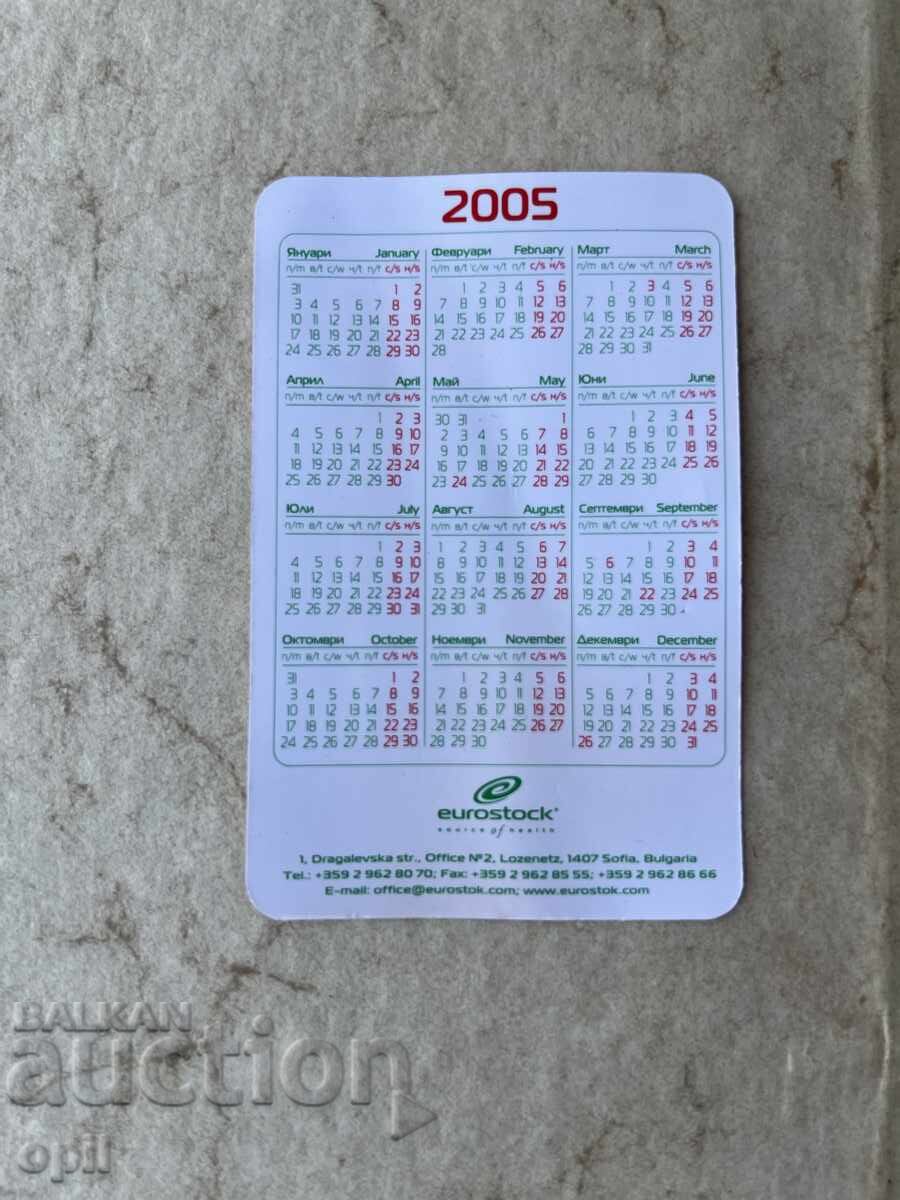 2005
Януари January Февруари February Март March
п/m в/t с/w ч/t п/f с/s н/s п/m в/t с/w ч/t п/f с/s н/s п/m в/t с/w ч/t п/f с/s н/s
31 1 2 1 2 3 4 5 6 1 2 3 4 5 6
3 4 5 6 7 8 9 7 8 9 10 11 12 13 7 8 9 10 11 12 13
10 11 12 13 14 15 16 14 15 16 17 18 19 20 14 15 16 17 18 19 20
17 18 19 20 21 22 23 21 22 23 24 25 26 27 21 22 23 24 25 26 27
24 25 26 27 28 29 30 28 28 29 30 31
Април April Май May Юни June
п/m в/t с/w ч/t п/f с/s н/s п/m в/t с/w ч/t п/f с/s н/s п/m в/t с/w ч/t п/f с/s н/s
1 2 3 30 31 1 1 2 3 4 5
4 5 6 7 8 9 10 2 3 4 5 6 7 8 6 7 8 9 10 11 12
11 12 13 14 15 16 17 9 10 11 12 13 14 15 13 14 15 16 17 18 19
18 19 20 21 22 23 24 16 17 18 19 20 21 22 20 21 22 23 24 25 26
25 26 27 28 29 30 23 24 25 26 27 28 29 27 28 29 30
Юли July Август August Септември September
п/m в/t с/w ч/t п/f с/s н/s п/m в/t с/w ч/t п/f с/s н/s п/m в/t с/w ч/t п/f с/s н/s
1 2 3 1 2 3 4 5 6 7 1 2 3 4
4 5 6 7 8 9 10 8 9 10 11 12 13 14 5 6 7 8 9 10 11
11 12 13 14 15 16 17 15 16 17 18 19 20 21 12 13 14 15 16 17 18
18 19 20 21 22 23 24 22 23 24 25 26 27 28 19 20 21 22 23 24 25
25 26 27 28 29 30 31 29 30 31 26 27 28 29 30
Октомври October Ноември November Декември December
п/m в/t с/w ч/t п/f с/s н/s п/m в/t с/w ч/t п/f с/s н/s п/m в/t с/w ч/t п/f с/s н/s
31 1 2 1 2 3 4 5 6 1 2 3 4
3 4 5 6 7 8 9 7 8 9 10 11 12 13 5 6 7 8 9 10 11
10 11 12 13 14 15 16 14 15 16 17 18 19 20 12 13 14 15 16 17 18
17 18 19 20 21 22 23 21 22 23 24 25 26 27 19 20 21 22 23 24 25
24 25 26 27 28 29 30 28 29 30 26 27 28 29 30 31
eurostock®
source of health
1, Dragalevska str., Office №2, Lozenetz, 1407 Sofia, Bulgaria
Tel.: +359 2 962 80 70; Fax: +359 2 962 85 55; +359 2 962 86 66
E-mail: office@eurostok.com; www.eurostok.com
BALKAN
auction
opil